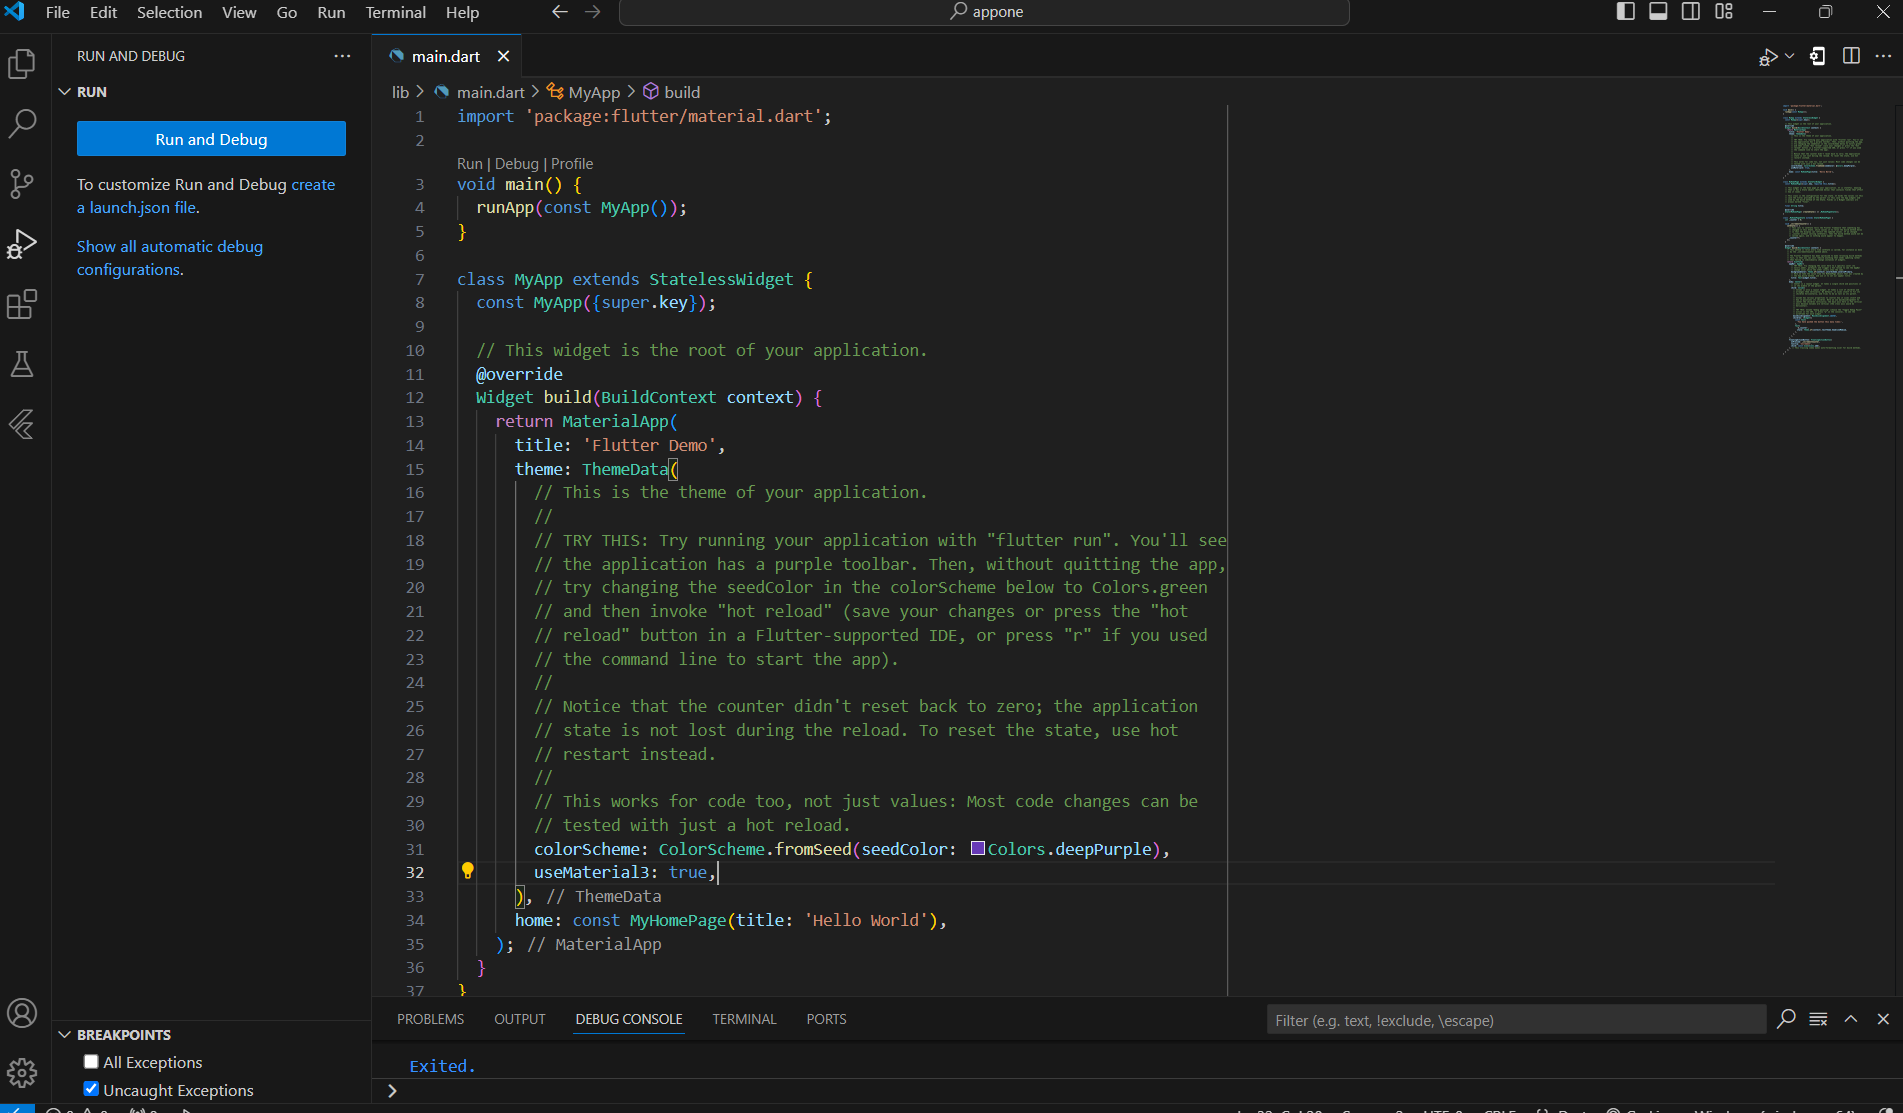 File Edit Selection View Go Run Terminal Help
appone
RUN AND DEBUG
RUN
Run and Debug
To customize Run and Debug create
a launch.json file.
Show all automatic debug
configurations.
main.dart
lib > main.dart > MyApp > build
1 import 'package:flutter/material.dart';
2
Run | Debug | Profile
3 void main() {
4 runApp(const MyApp());
5 }
6
7 class MyApp extends StatelessWidget {
8 const MyApp({super.key});
9
10 // This widget is the root of your application.
11 @override
12 Widget build(BuildContext context) {
13 return MaterialApp(
14 title: 'Flutter Demo',
15 theme: ThemeData(
16 // This is the theme of your application.
17 //
18 // TRY THIS: Try running your application with "flutter run". You'll see
19 // the application has a purple toolbar. Then, without quitting the app,
20 // try changing the seedColor in the colorScheme below to Colors.green
21 // and then invoke "hot reload" (save your changes or press the "hot
22 // reload" button in a Flutter-supported IDE, or press "r" if you used
23 // the command line to start the app).
24 //
25 // Notice that the counter didn't reset back to zero; the application
26 // state is not lost during the reload. To reset the state, use hot
27 // restart instead.
28 //
29 // This works for code too, not just values: Most code changes can be
30 // tested with just a hot reload.
31 colorScheme: ColorScheme.fromSeed(seedColor: Colors.deepPurple),
32 useMaterial3: true,
33 ), // ThemeData
34 home: const MyHomePage(title: 'Hello World'),
35 ); // MaterialApp
36 }
37 }
PROBLEMS OUTPUT DEBUG CONSOLE TERMINAL PORTS
Filter (e.g. text, !exclude, \escape)
Exited.
BREAKPOINTS
All Exceptions
Uncaught Exceptions